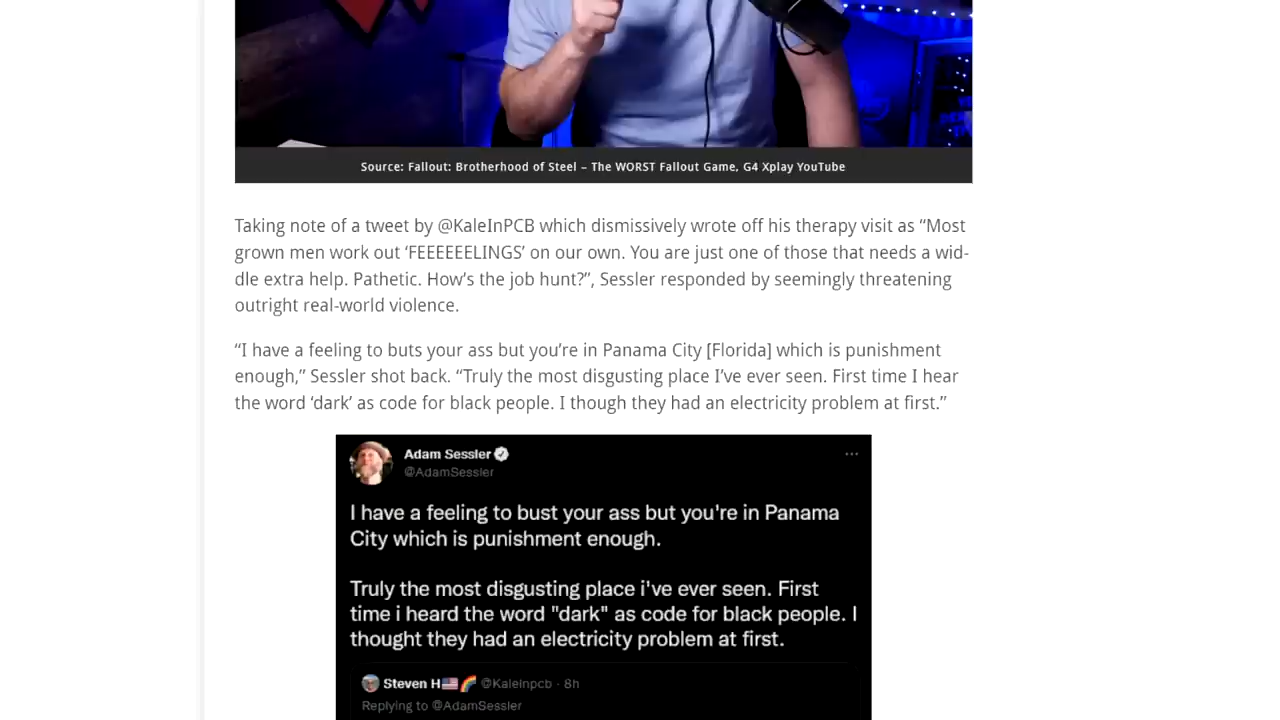 Source: Fallout: Brotherhood of Steel – The WORST Fallout Game, G4 Xplay YouTube
Taking note of a tweet by @KaleInPCB which dismissively wrote off his therapy visit as “Most
grown men work out ‘FEEEEEELINGS’ on our own. You are just one of those that needs a wid-
dle extra help. Pathetic. How’s the job hunt?”, Sessler responded by seemingly threatening
outright real-world violence.
“I have a feeling to buts your ass but you’re in Panama City [Florida] which is punishment
enough,” Sessler shot back. “Truly the most disgusting place I’ve ever seen. First time I hear
the word ‘dark’ as code for black people. I though they had an electricity problem at first.”
Adam Sessler
@AdamSessler
I have a feeling to bust your ass but you're in Panama
City which is punishment enough.
Truly the most disgusting place i've ever seen. First
time i heard the word "dark" as code for black people. I
thought they had an electricity problem at first.
Steven H🇺🇸🌈 @Kaleinpcb · 8h
Replying to @AdamSessler